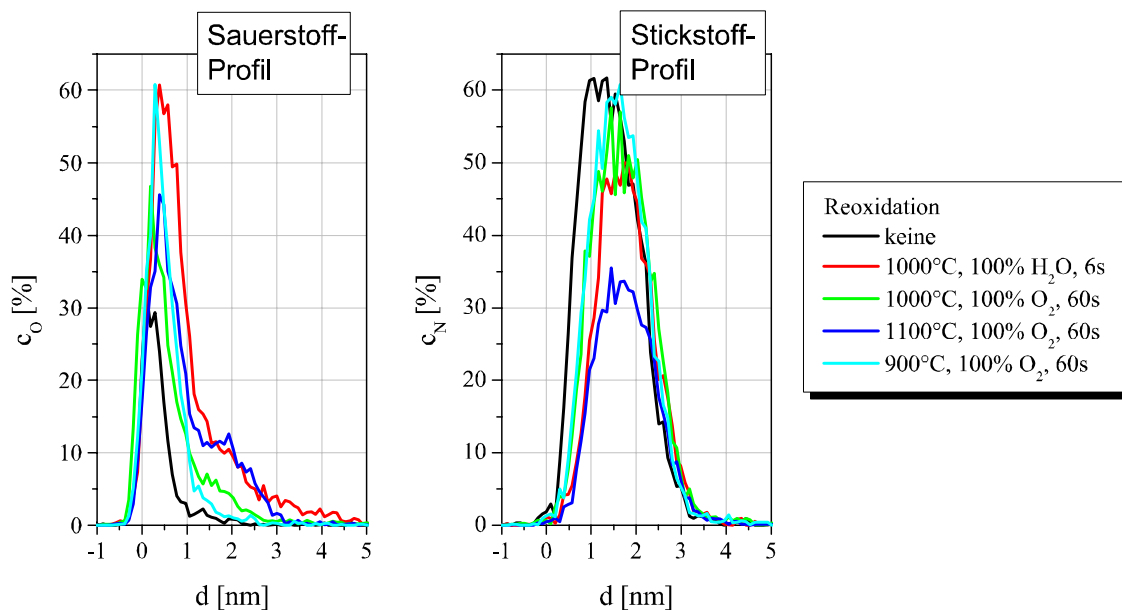 Sauerstoff-
Profil
60
50
40
30
20
10
0
c_O [%]
-1 0 1 2 3 4 5
d [nm]
Stickstoff-
Profil
60
50
40
30
20
10
0
c_N [%]
-1 0 1 2 3 4 5
d [nm]
Reoxidation
keine
1000°C, 100% H₂O, 6s
1000°C, 100% O₂, 60s
1100°C, 100% O₂, 60s
900°C, 100% O₂, 60s